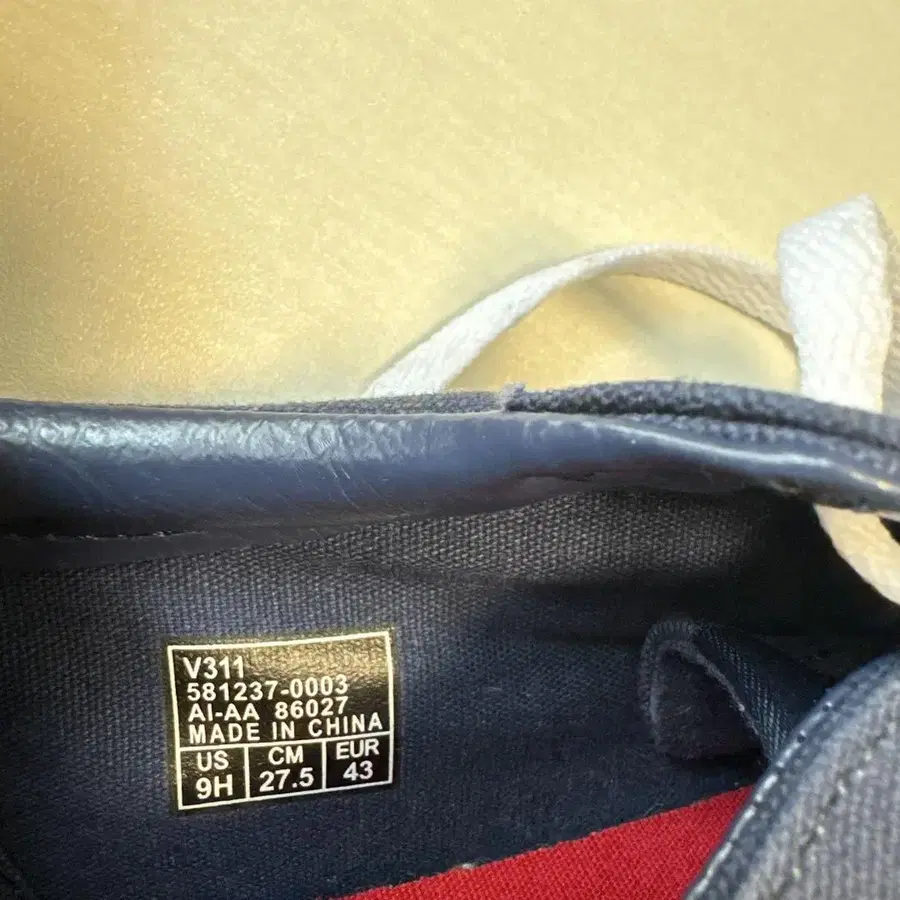 V311
581237-0003
AI-AA 86027
MADE IN CHINA
US CM EUR
9H 27.5 43